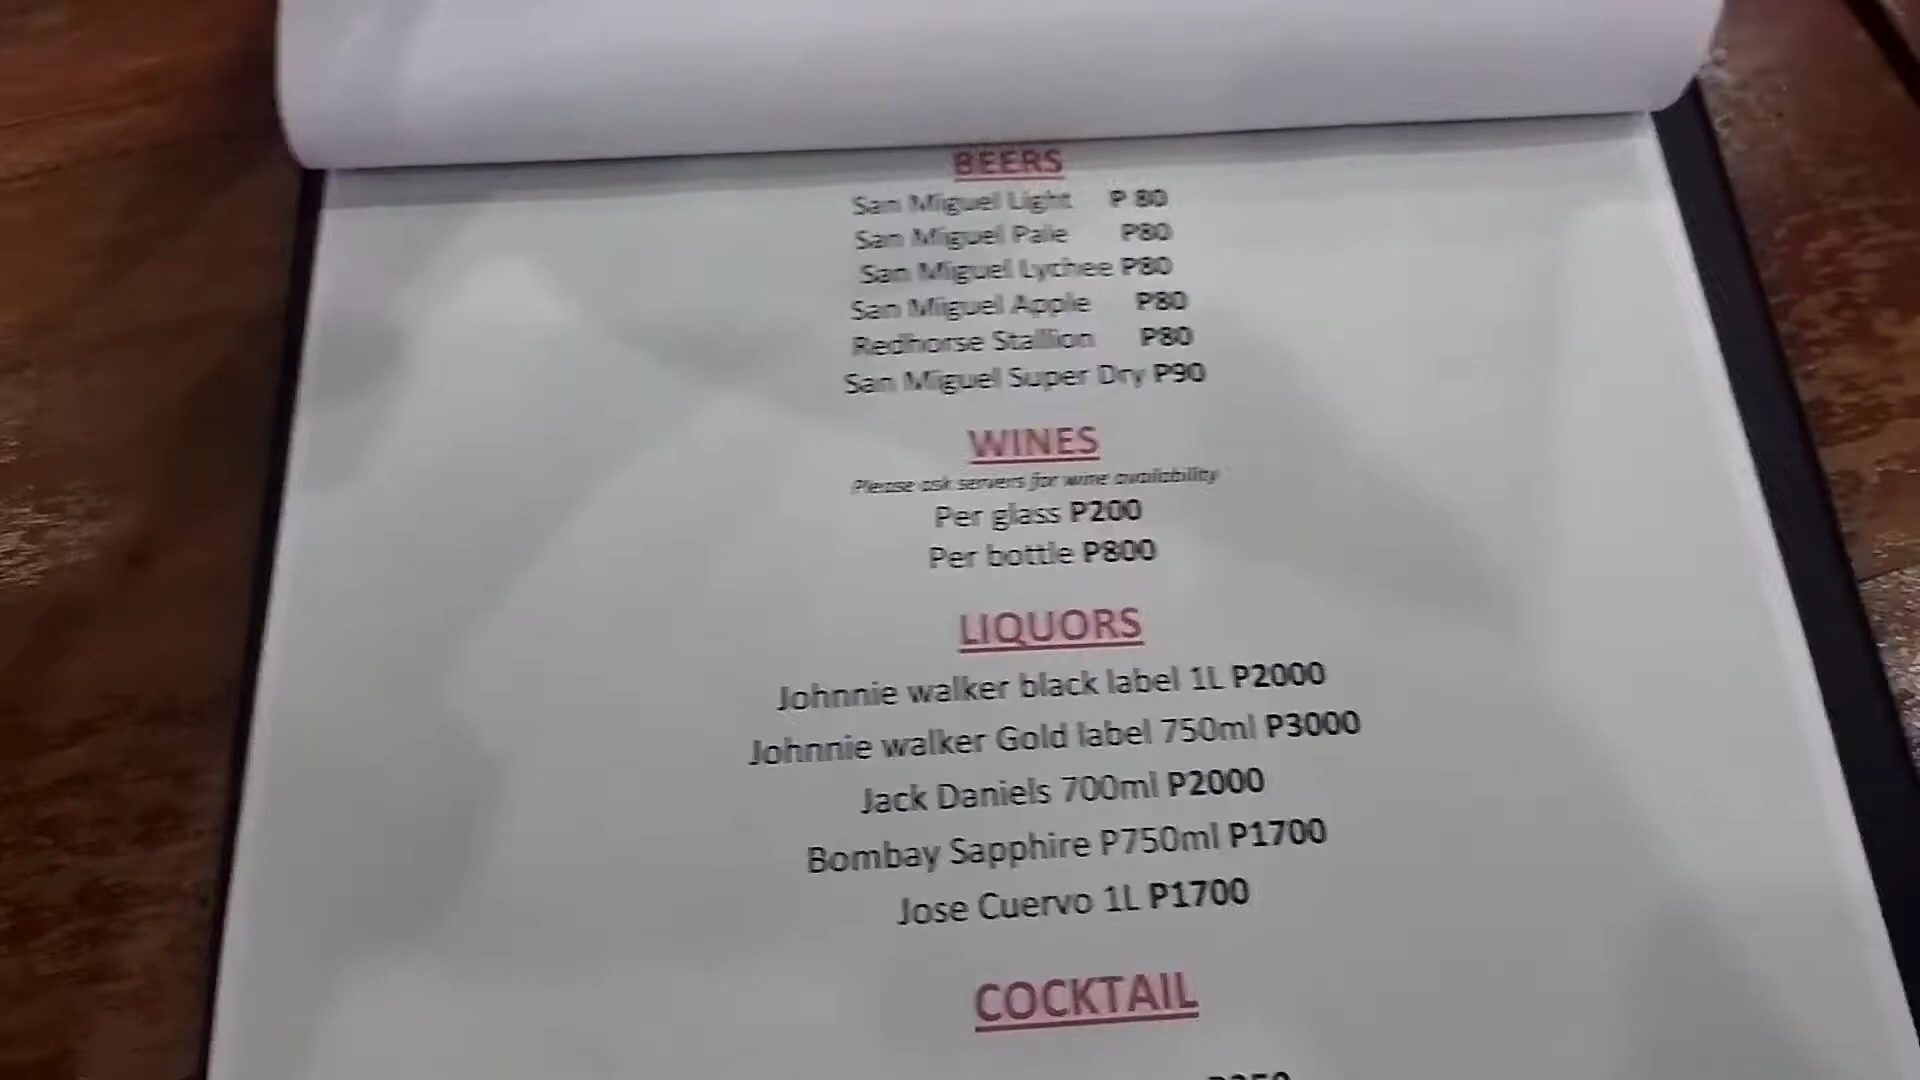 BEERS
San Miguel Light P 80
San Miguel Pale P80
San Miguel Lychee P80
San Miguel Apple P80
Redhorse Stallion P80
San Miguel Super Dry P90
WINES
Please ask servers for wine availability
Per glass P200
Per bottle P800
LIQUORS
Johnnie walker black label 1L P2000
Johnnie walker Gold label 750ml P3000
Jack Daniels 700ml P2000
Bombay Sapphire P750ml P1700
Jose Cuervo 1L P1700
COCKTAIL